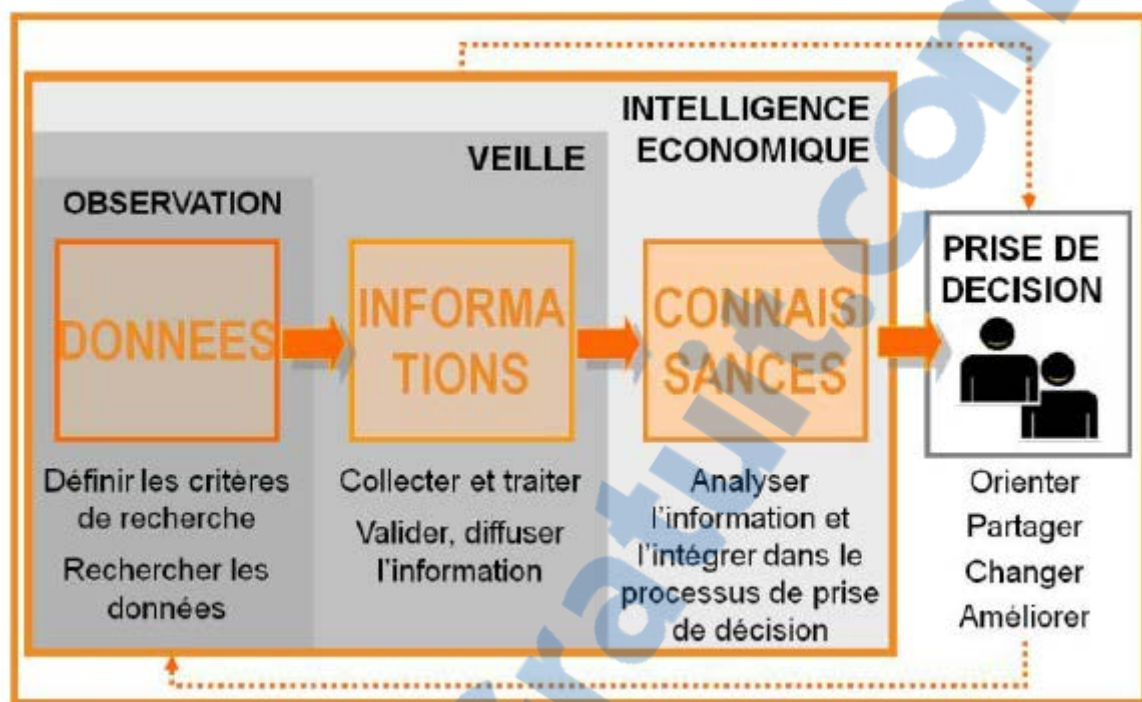 INTELLIGENCE
ECONOMIQUE
VEILLE
OBSERVATION
DONNEES
INFORMA
TIONS
CONNAIS
SANCES
PRISE DE
DECISION
Définir les critères
de recherche
Rechercher les
données
Collecter et traiter
Valider, diffuser
l'information
Analyser
l'information et
l'intégrer dans le
processus de prise
de décision
Orienter
Partager
Changer
Améliorer
ratuit.com